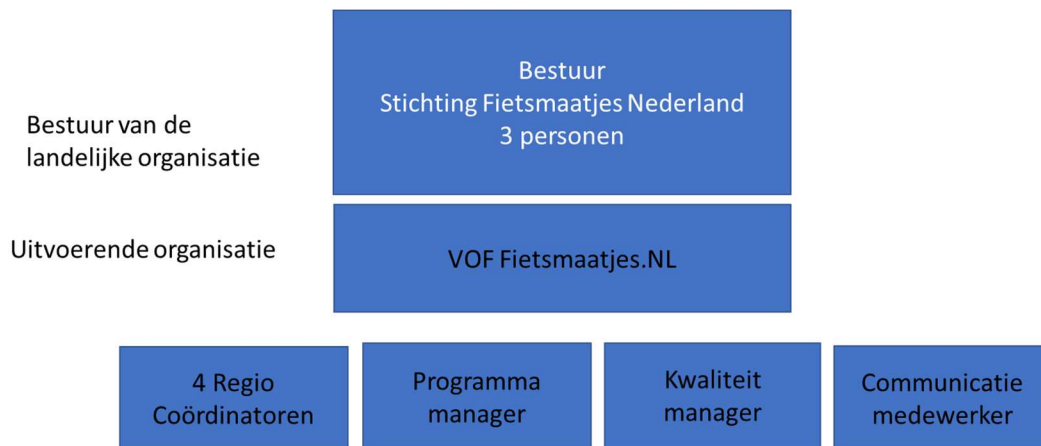 Bestuur
Stichting Fietsmaatjes Nederland
3 personen
Bestuur van de
landelijke organisatie
Uitvoerende organisatie
VOF Fietsmaatjes.NL
4 Regio
Coördinatoren
Programma
manager
Kwaliteit
manager
Communicatie
medewerker